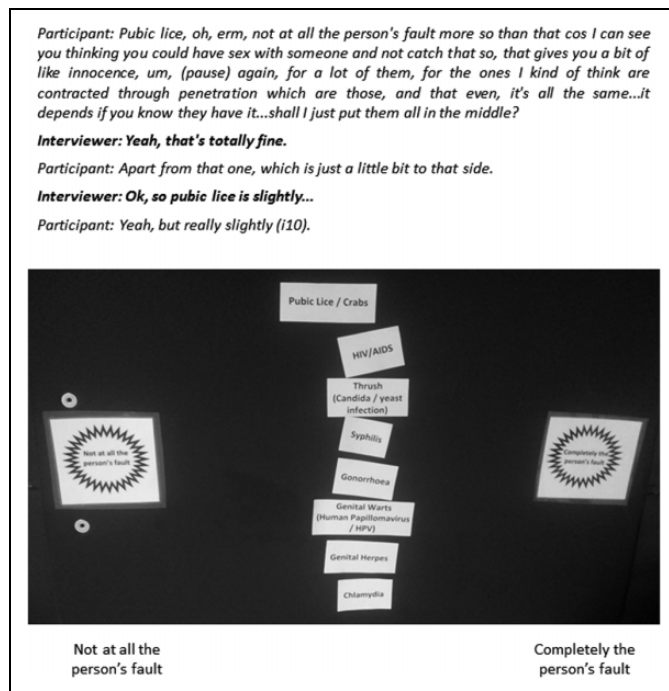 Participant: Pubic lice, oh, erm, not at all the person's fault more so than that cos I can see
you thinking you could have sex with someone and not catch that so, that gives you a bit of
like innocence, um, (pause) again, for a lot of them, for the ones I kind of think are
contracted through penetration which are those, and that even, it's all the same...it
depends if you know they have it...shall I just put them all in the middle?
Interviewer: Yeah, that's totally fine.
Participant: Apart from that one, which is just a little bit to that side.
Interviewer: Ok, so pubic lice is slightly...
Participant: Yeah, but really slightly (i10).
Pubic Lice / Crabs
HIV/AIDS
Thrush
(Candida / yeast
infection)
Syphilis
Not at all the
person's fault
Completely the
person's fault
Gonorrhoea
Genital Warts
(Human Papillomavirus
/ HPV)
Genital Herpes
Chlamydia
Not at all the
person's fault
Completely the
person's fault